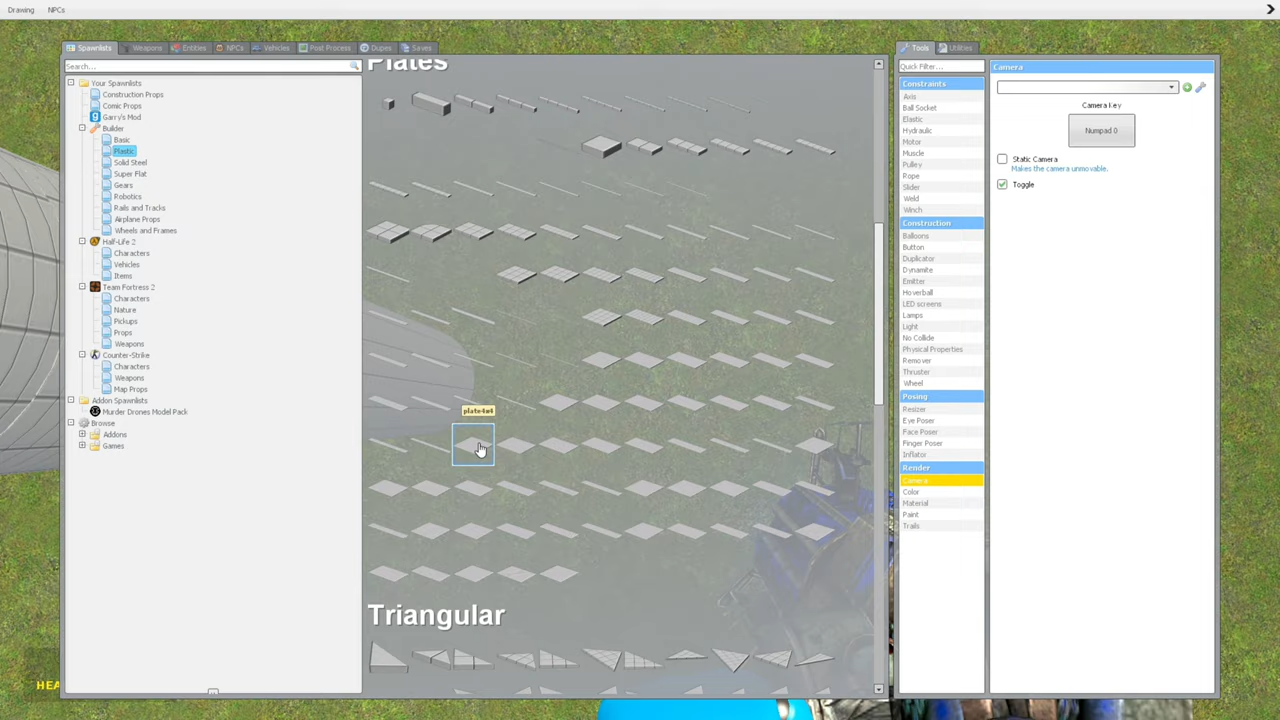 Drawing NPCs
Spawnlists Weapons Entities NPCs Vehicles Post Process Dupes Saves
Search...
Your Spawnlists
Construction Props
Comic Props
Garry's Mod
Builder
Basic
Plastic
Solid Steel
Super Flat
Gears
Robotics
Rails and Tracks
Airplane Props
Wheels and Frames
Half-Life 2
Characters
Vehicles
Items
Team Fortress 2
Characters
Nature
Pickups
Props
Weapons
Counter-Strike
Characters
Weapons
Map Props
Addon Spawnlists
Murder Drones Model Pack
Browse
Addons
Games
HEA
Plates
plate4x4
Triangular
Tools Utilities
Quick Filter...
Constraints
Axis
Ball Socket
Elastic
Hydraulic
Motor
Muscle
Pulley
Rope
Slider
Weld
Winch
Construction
Balloons
Button
Duplicator
Dynamite
Emitter
Hoverball
LED screens
Lamps
Light
No Collide
Physical Properties
Remover
Thruster
Wheel
Posing
Resizer
Eye Poser
Face Poser
Finger Poser
Inflator
Render
Camera
Color
Material
Paint
Trails
Camera
Camera Key
Numpad 0
Static Camera
Makes the camera unmovable.
Toggle